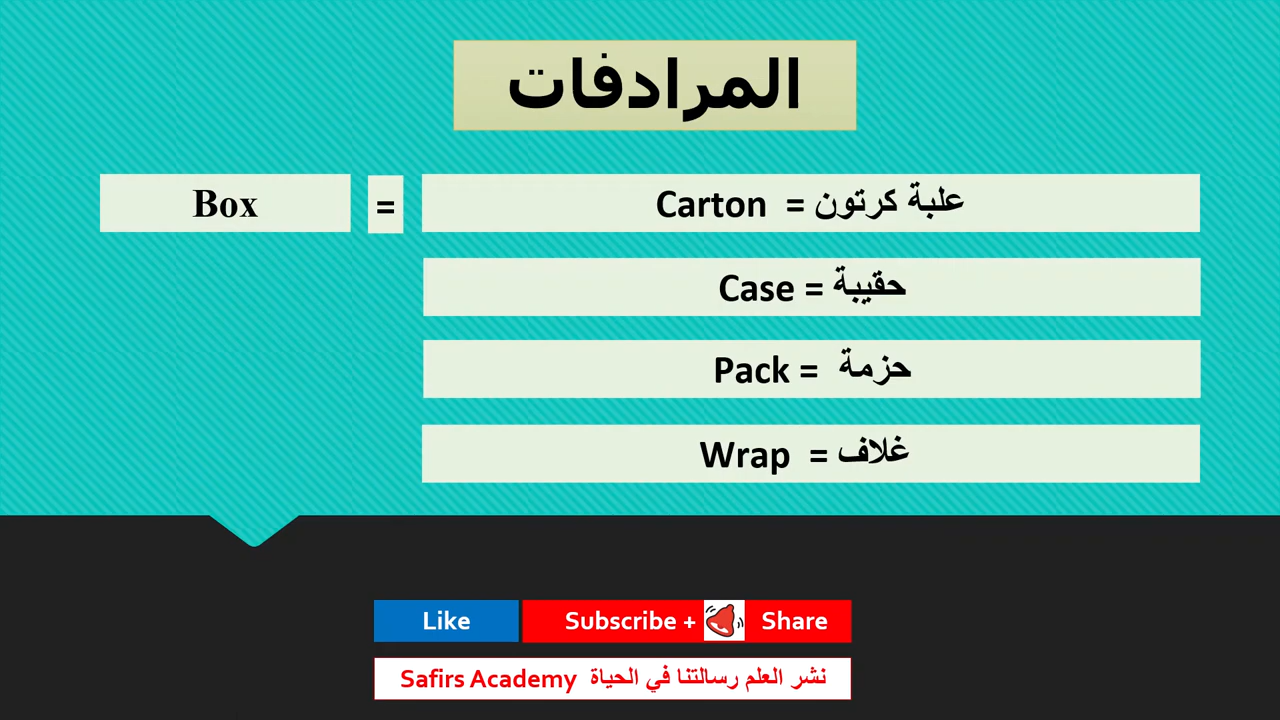 المرادفات
Box = Carton = علبة كرتون
Case = حقيبة
Pack = حزمة
Wrap = غلاف
Like Subscribe + Share
Safirs Academy نشر العلم رسالتنا في الحياة